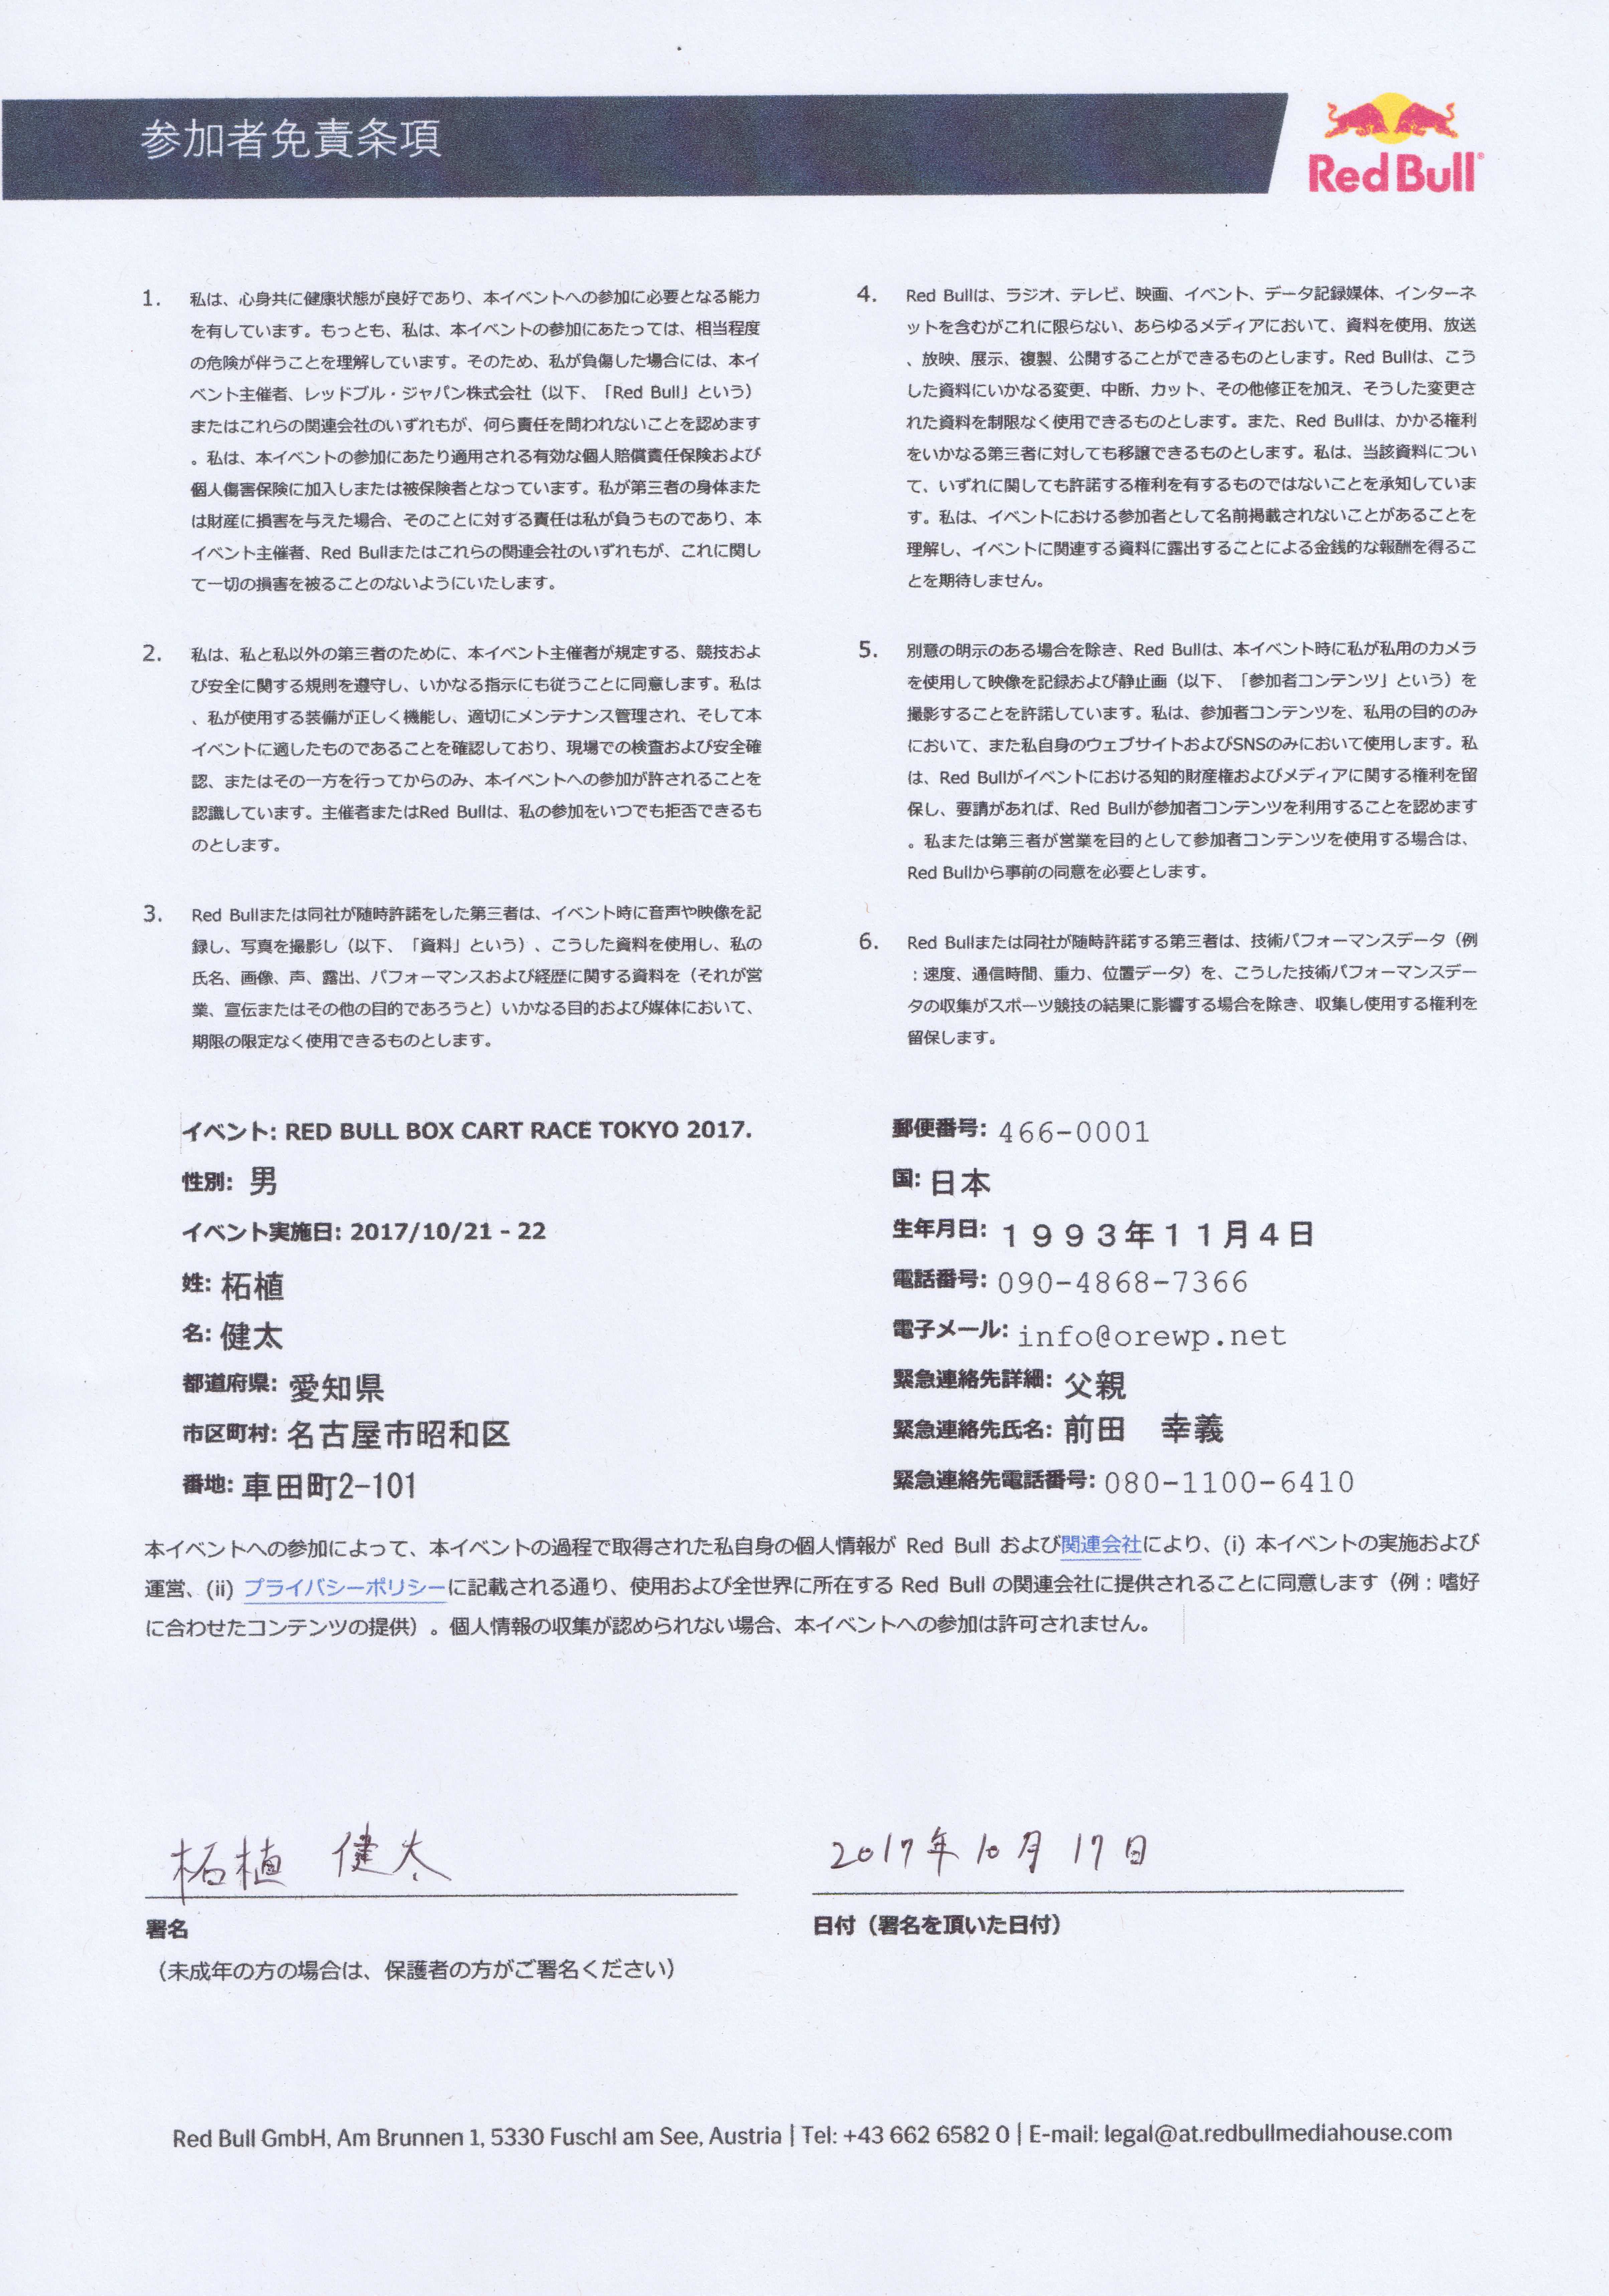 参加者免責条項
Red Bull
1. 私は、心身共に健康状態が良好であり、本イベントへの参加に必要となる能力
を有しています。もっとも、私は、本イベントの参加にあたっては、相当程度
の危険が伴うことを理解しています。そのため、私が負傷した場合には、本イ
ベント主催者、レッドブル・ジャパン株式会社（以下、「Red Bull」という）
またはこれらの関連会社のいずれもが、何ら責任を問われないことを認めます
。私は、本イベントの参加にあたり適用される有効な個人賠償責任保険および
個人傷害保険に加入しまたは被保険者となっています。私が第三者の身体また
は財産に損害を与えた場合、そのことに対する責任は私が負うものであり、本
イベント主催者、Red Bullまたはこれらの関連会社のいずれもが、これに関し
て一切の損害を被ることのないようにいたします。
2. 私は、私と私以外の第三者のために、本イベント主催者が規定する、競技およ
び安全に関する規則を遵守し、いかなる指示にも従うことに同意します。私は
、私が使用する装備が正しく機能し、適切にメンテナンス管理され、そして本
イベントに適したものであることを確認しており、現場での検査および安全確
認、またはその一方を行ってからのみ、本イベントへの参加が許されることを
認識しています。主催者またはRed Bullは、私の参加をいつでも拒否できるも
のとします。
3. Red Bullまたは同社が随時許諾をした第三者は、イベント時に音声や映像を記
録し、写真を撮影し（以下、「資料」という）、こうした資料を使用し、私の
氏名、画像、声、露出、パフォーマンスおよび経歴に関する資料を（それが営
業、宣伝またはその他の目的であろうと）いかなる目的および媒体において、
期限の限定なく使用できるものとします。
4. Red Bullは、ラジオ、テレビ、映画、イベント、データ記録媒体、インターネ
ットを含むがこれに限らない、あらゆるメディアにおいて、資料を使用、放送
、放映、展示、複製、公開することができるものとします。Red Bullは、こう
した資料にいかなる変更、中断、カット、その他修正を加え、そうした変更さ
れた資料を制限なく使用できるものとします。また、Red Bullは、かかる権利
をいかなる第三者に対しても移譲できるものとします。私は、当該資料につい
て、いずれに関しても許諾する権利を有するものではないことを承知していま
す。私は、イベントにおける参加者として名前掲載されないことがあることを
理解し、イベントに関連する資料に露出することによる金銭的な報酬を得るこ
とを期待しません。
5. 別意の明示のある場合を除き、Red Bullは、本イベント時に私が私用のカメラ
を使用して映像を記録および静止画（以下、「参加者コンテンツ」という）を
撮影することを許諾しています。私は、参加者コンテンツを、私用の目的のみ
において、また私自身のウェブサイトおよびSNSのみにおいて使用します。私
は、Red Bullがイベントにおける知的財産権およびメディアに関する権利を留
保し、要請があれば、Red Bullが参加者コンテンツを利用することを認めます
。私または第三者が営業を目的として参加者コンテンツを使用する場合は、
Red Bullから事前の同意を必要とします。
6. Red Bullまたは同社が随時許諾する第三者は、技術パフォーマンスデータ（例
：速度、通信時間、重力、位置データ）を、こうした技術パフォーマンスデー
タの収集がスポーツ競技の結果に影響する場合を除き、収集し使用する権利を
留保します。
イベント: RED BULL BOX CART RACE TOKYO 2017.
性別: 男
イベント実施日: 2017/10/21 - 22
姓: 柘植
名: 健太
都道府県: 愛知県
市区町村: 名古屋市昭和区
番地: 車田町2-101
郵便番号: 466-0001
国: 日本
生年月日: １９９３年１１月４日
電話番号: 090-4868-7366
電子メール: info@orewp.net
緊急連絡先詳細: 父親
緊急連絡先氏名: 前田　幸義
緊急連絡先電話番号: 080-1100-6410
本イベントへの参加によって、本イベントの過程で取得された私自身の個人情報が Red Bull および関連会社により、(i) 本イベントの実施および
運営、(ii) プライバシーポリシーに記載される通り、使用および全世界に所在する Red Bull の関連会社に提供されることに同意します（例：嗜好
に合わせたコンテンツの提供）。個人情報の収集が認められない場合、本イベントへの参加は許可されません。
柘植 健太
2017年10月17日
署名
日付（署名を頂いた日付）
（未成年の方の場合は、保護者の方がご署名ください）
Red Bull GmbH, Am Brunnen 1, 5330 Fuschl am See, Austria | Tel: +43 662 6582 0 | E-mail: legal@at.redbullmediahouse.com